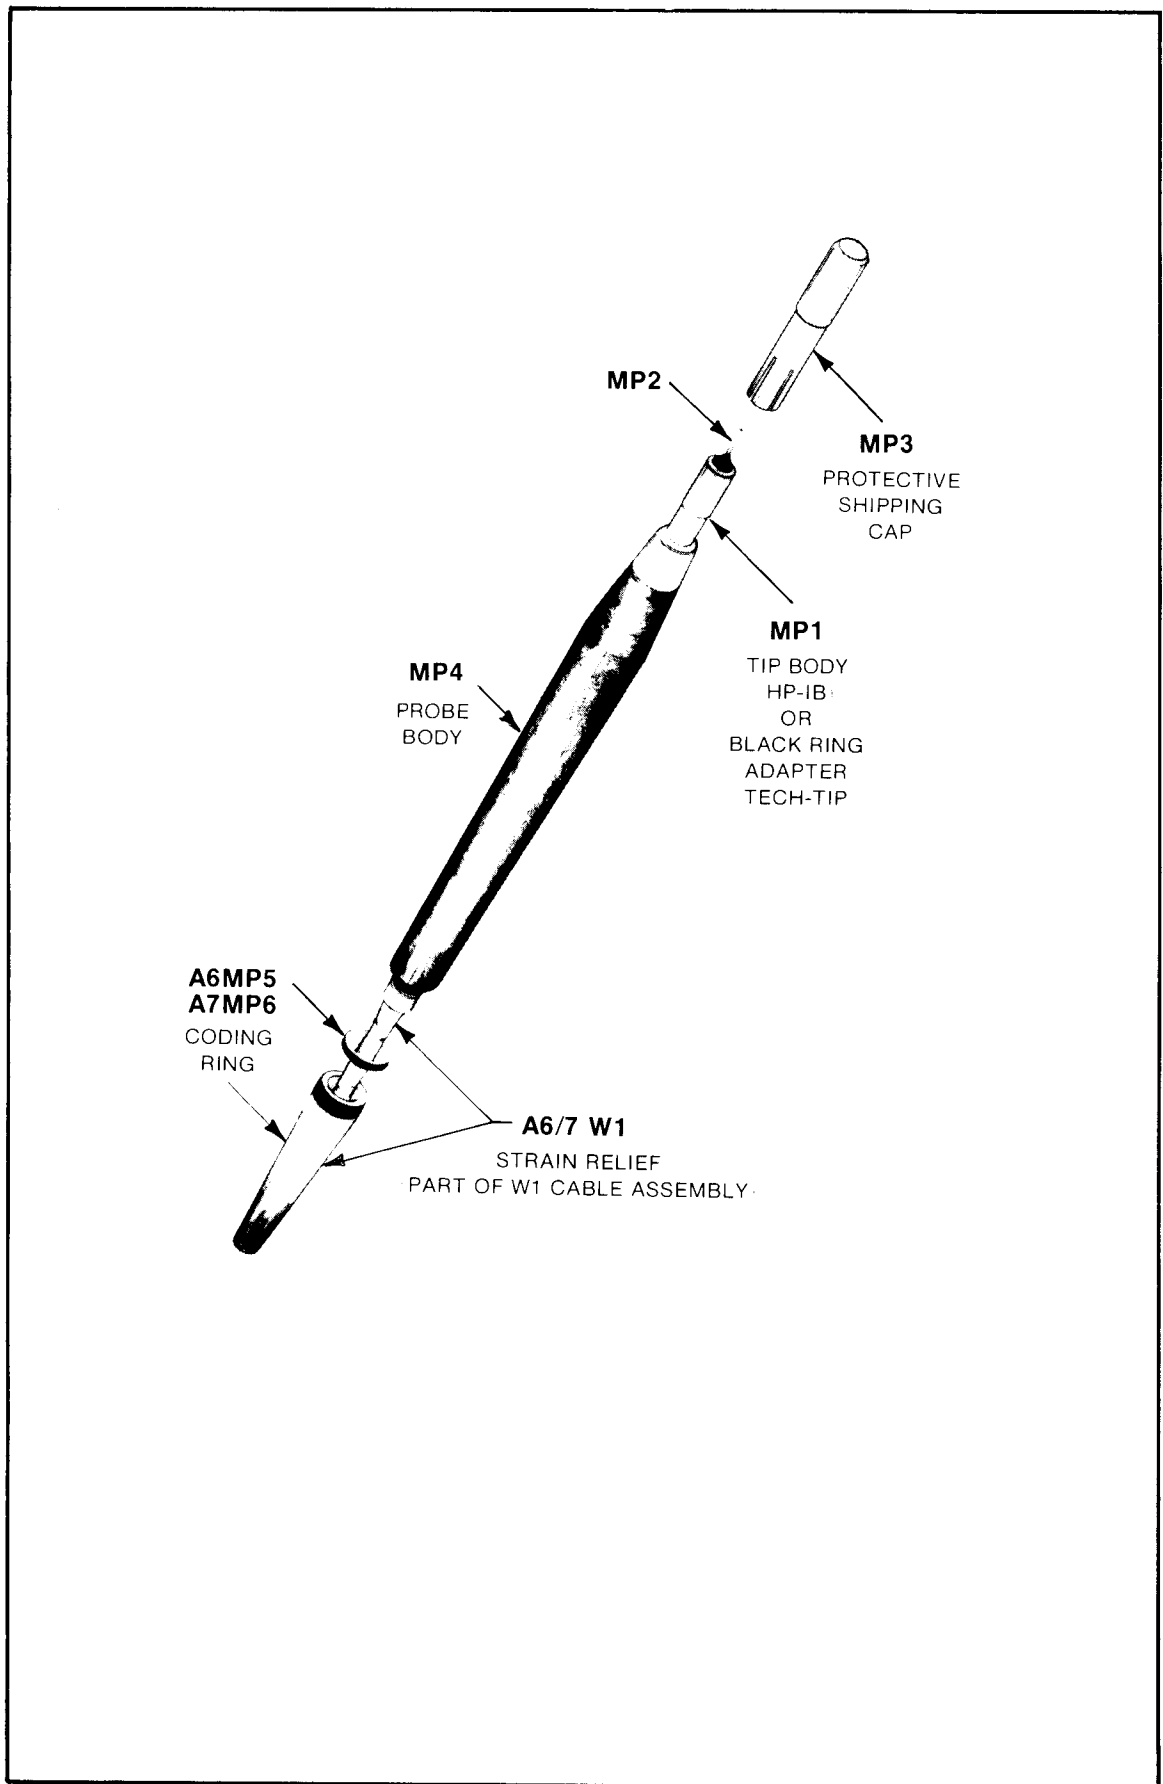 MP2
MP3
PROTECTIVE
SHIPPING
CAP
MP1
TIP BODY
HP-IB
OR
BLACK RING
ADAPTER
TECH-TIP
MP4
PROBE
BODY
A6MP5
A7MP6
CODING
RING
A6/7 W1
STRAIN RELIEF
PART OF W1 CABLE ASSEMBLY